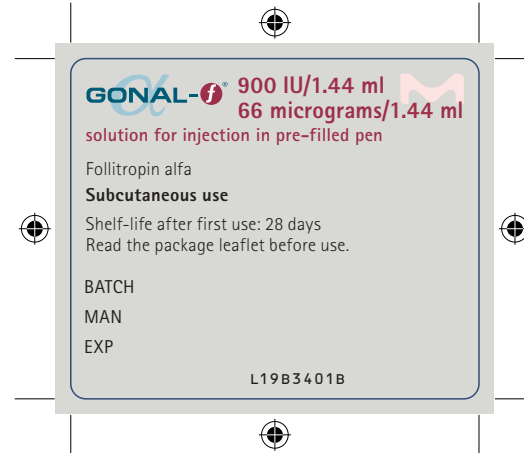 GONAL-f® 900 IU/1.44 ml
66 micrograms/1.44 ml
solution for injection in pre-filled pen
Follitropin alfa
Subcutaneous use
Shelf-life after first use: 28 days
Read the package leaflet before use.
BATCH
MAN
EXP
L19B3401B